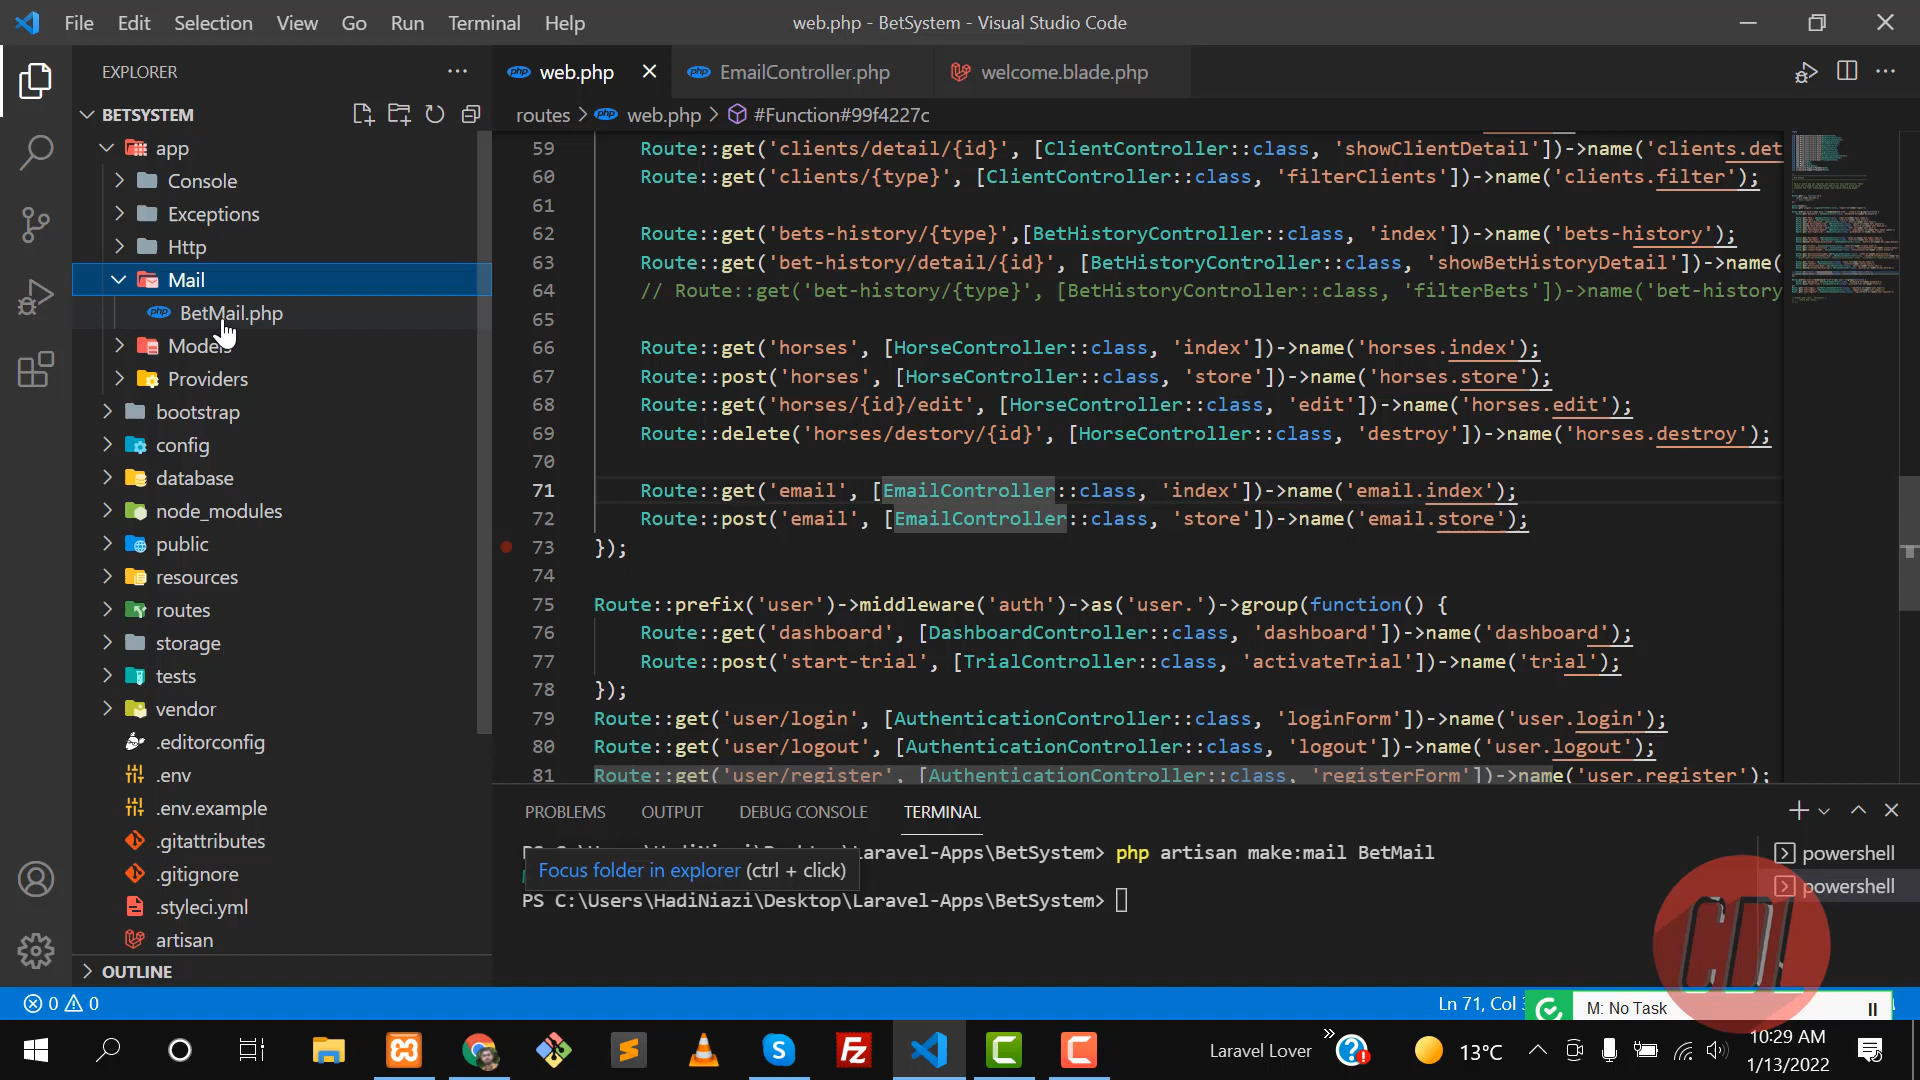 File Edit Selection View Go Run Terminal Help
web.php - BetSystem - Visual Studio Code
EXPLORER
web.php
EmailController.php
welcome.blade.php
BETSYSTEM
routes > web.php > #Function#99f4227c
app
Console
Exceptions
Http
Mail
BetMail.php
Models
Providers
bootstrap
config
database
node_modules
public
resources
routes
storage
tests
vendor
.editorconfig
.env
.env.example
.gitattributes
.gitignore
.styleci.yml
artisan
OUTLINE
59 Route::get('clients/detail/{id}', [ClientController::class, 'showClientDetail'])->name('clients.det
60 Route::get('clients/{type}', [ClientController::class, 'filterClients'])->name('clients.filter');
61
62 Route::get('bets-history/{type}',[BetHistoryController::class, 'index'])->name('bets-history');
63 Route::get('bet-history/detail/{id}', [BetHistoryController::class, 'showBetHistoryDetail'])->name(
64 // Route::get('bet-history/{type}', [BetHistoryController::class, 'filterBets'])->name('bet-history
65
66 Route::get('horses', [HorseController::class, 'index'])->name('horses.index');
67 Route::post('horses', [HorseController::class, 'store'])->name('horses.store');
68 Route::get('horses/{id}/edit', [HorseController::class, 'edit'])->name('horses.edit');
69 Route::delete('horses/destory/{id}', [HorseController::class, 'destroy'])->name('horses.destroy');
70
71 Route::get('email', [EmailController::class, 'index'])->name('email.index');
72 Route::post('email', [EmailController::class, 'store'])->name('email.store');
73 });
74
75 Route::prefix('user')->middleware('auth')->as('user.')->group(function() {
76 Route::get('dashboard', [DashboardController::class, 'dashboard'])->name('dashboard');
77 Route::post('start-trial', [TrialController::class, 'activateTrial'])->name('trial');
78 });
79 Route::get('user/login', [AuthenticationController::class, 'loginForm'])->name('user.login');
80 Route::get('user/logout', [AuthenticationController::class, 'logout'])->name('user.logout');
81 Route::get('user/register', [AuthenticationController::class, 'registerForm'])->name('user.register');
PROBLEMS OUTPUT DEBUG CONSOLE TERMINAL
Laravel-Apps\BetSystem> php artisan make:mail BetMail
Focus folder in explorer (ctrl + click)
PS C:\Users\HadiNiazi\Desktop\Laravel-Apps\BetSystem>
powershell
powershell
CDL
0 0
Ln 71, Col
M: No Task
Laravel Lover
13°C
10:29 AM
1/13/2022